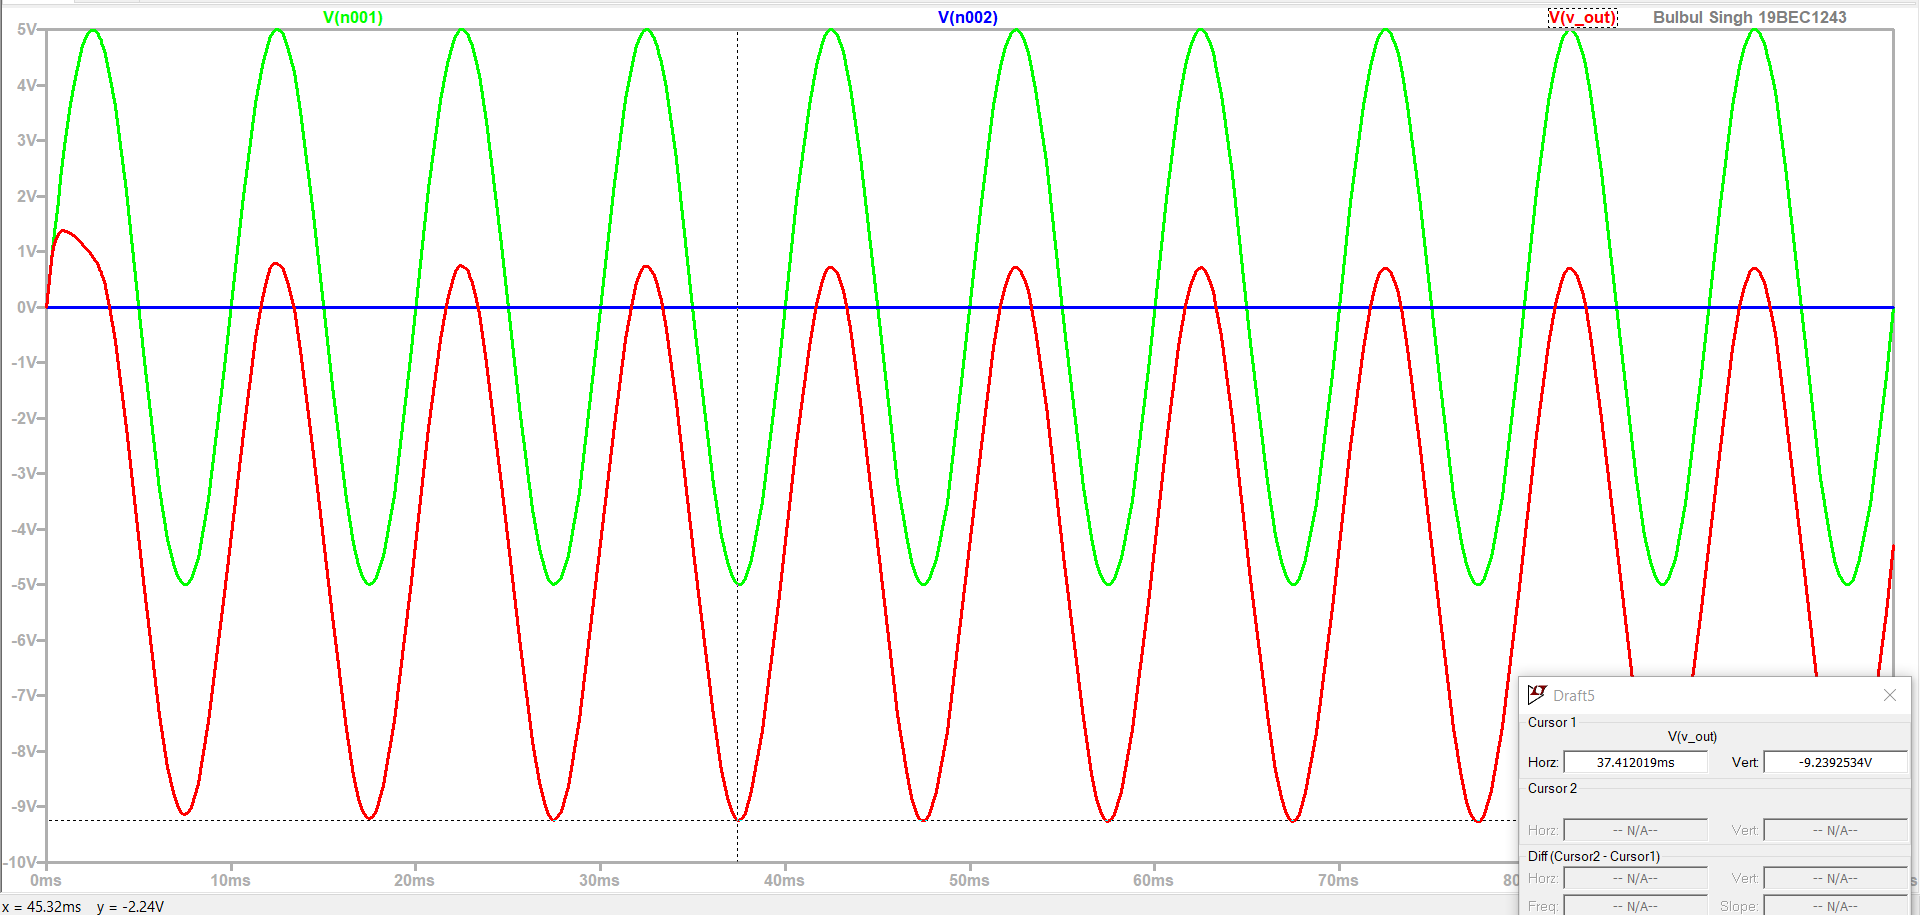 V(n001) V(n002) V(v_out) Bulbul Singh 19BEC1243
5V
4V
3V
2V
1V
0V
-1V
-2V
-3V
-4V
-5V
-6V
-7V
-8V
-9V
-10V
0ms 10ms 20ms 30ms 40ms 50ms 60ms 70ms
Draft5
Cursor 1
V(v_out)
Horz: 37.412019ms Vert: -9.2392534V
Cursor 2
Horz: -- N/A-- Vert: -- N/A--
Diff (Cursor2 - Cursor1)
Horz: -- N/A-- Vert: -- N/A--
Freq: -- N/A-- Slope: -- N/A--
x = 45.32ms y = -2.24V